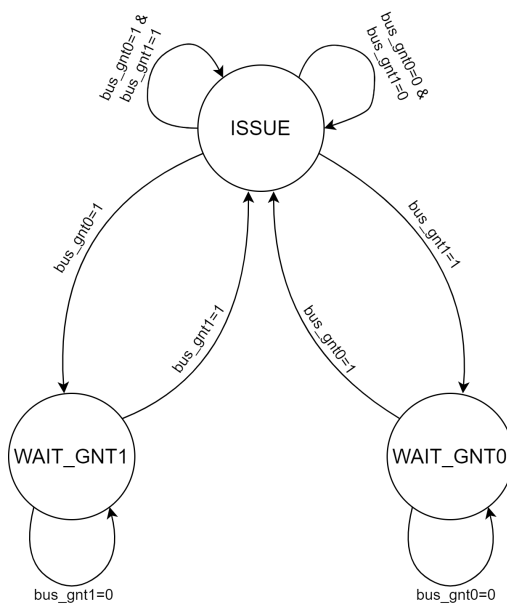 bus_gnt0=1 &
bus_gnt1=1
bus_gnt0=0 &
bus_gnt1=0
ISSUE
bus_gnt0=1
bus_gnt1=1
bus_gnt1=1
bus_gnt0=1
WAIT_GNT1
WAIT_GNT0
bus_gnt1=0
bus_gnt0=0